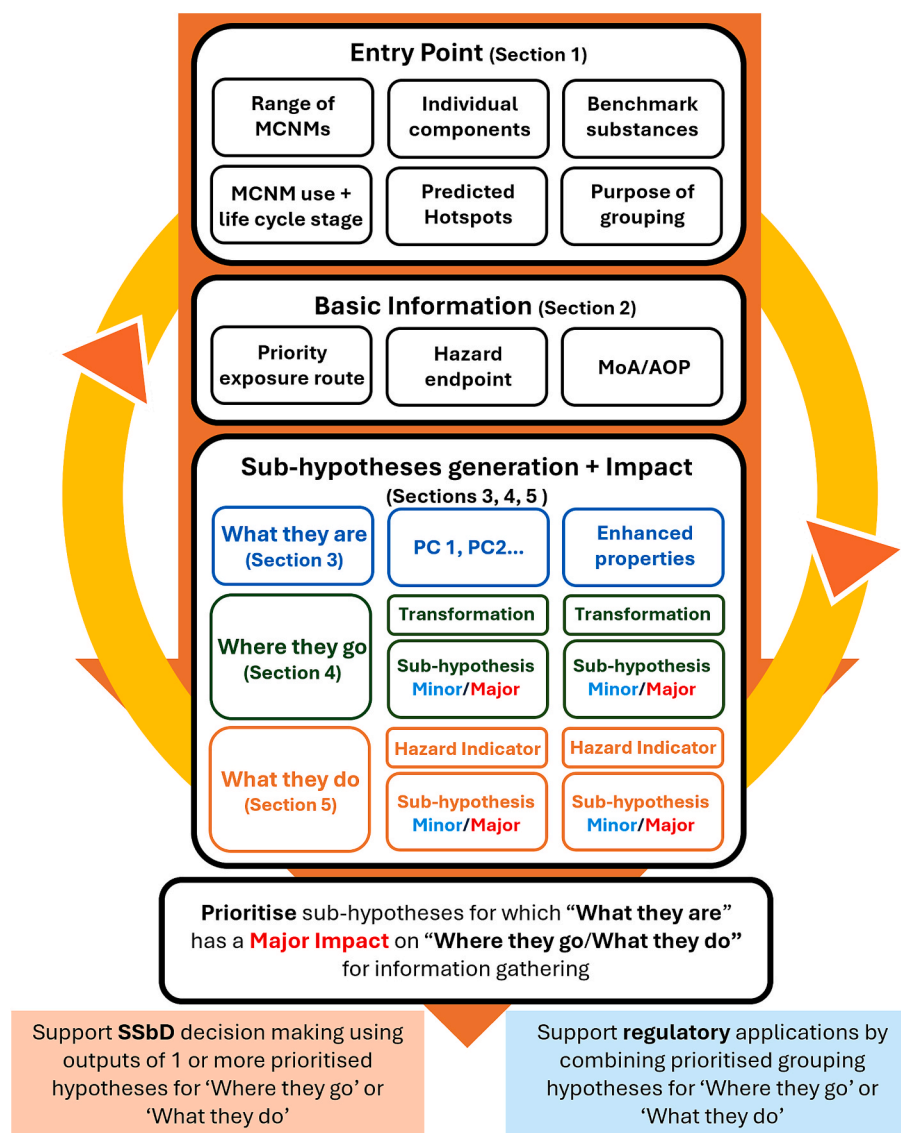 Entry Point (Section 1)
Range of
MCNMs
Individual
components
Benchmark
substances
MCNM use +
life cycle stage
Predicted
Hotspots
Purpose of
grouping
Basic Information (Section 2)
Priority
exposure route
Hazard
endpoint
MoA/AOP
Sub-hypotheses generation + Impact
(Sections 3, 4, 5 )
What they are
(Section 3)
PC 1, PC2...
Enhanced
properties
Where they go
(Section 4)
Transformation
Sub-hypothesis
Minor/Major
Transformation
Sub-hypothesis
Minor/Major
What they do
(Section 5)
Hazard Indicator
Sub-hypothesis
Minor/Major
Hazard Indicator
Sub-hypothesis
Minor/Major
Prioritise sub-hypotheses for which “What they are”
has a Major Impact on “Where they go/What they do”
for information gathering
Support SSbD decision making using
outputs of 1 or more prioritised
hypotheses for ‘Where they go’ or
‘What they do’
Support regulatory applications by
combining prioritised grouping
hypotheses for ‘Where they go’ or
‘What they do’